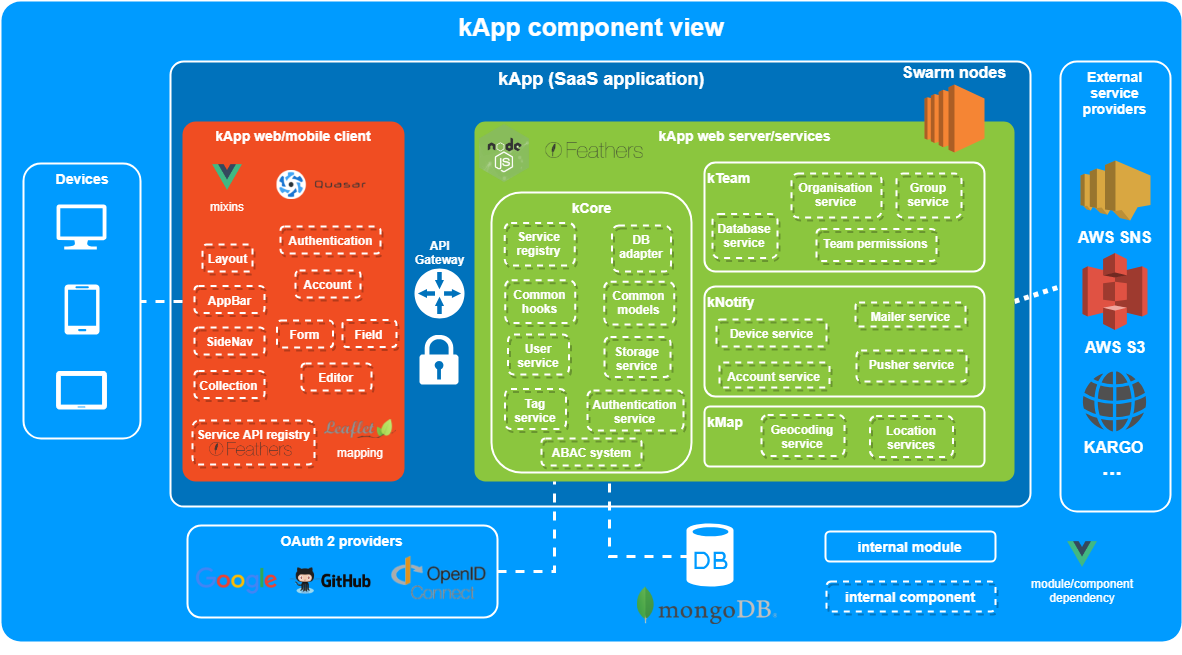 kApp component view
kApp (SaaS application)
Swarm nodes
External
service
providers
kApp web/mobile client
kApp web server/services
node
JS
Feathers
Devices
mixins
Quasar
Authentication
Layout
Account
AppBar
SideNav
Form
Field
Collection
Editor
Service API registry
Feathers
Leaflet
mapping
API
Gateway
kCore
Service
registry
DB
adapter
Common
hooks
Common
models
User
service
Storage
service
Tag
service
Authentication
service
ABAC system
kTeam
Organisation
service
Group
service
Database
service
Team permissions
kNotify
Mailer service
Device service
Pusher service
Account service
kMap
Geocoding
service
Location
services
AWS SNS
AWS S3
KARGO
...
OAuth 2 providers
Google
GitHub
OpenID
Connect
DB
mongoDB.
internal module
internal component
module/component
dependency